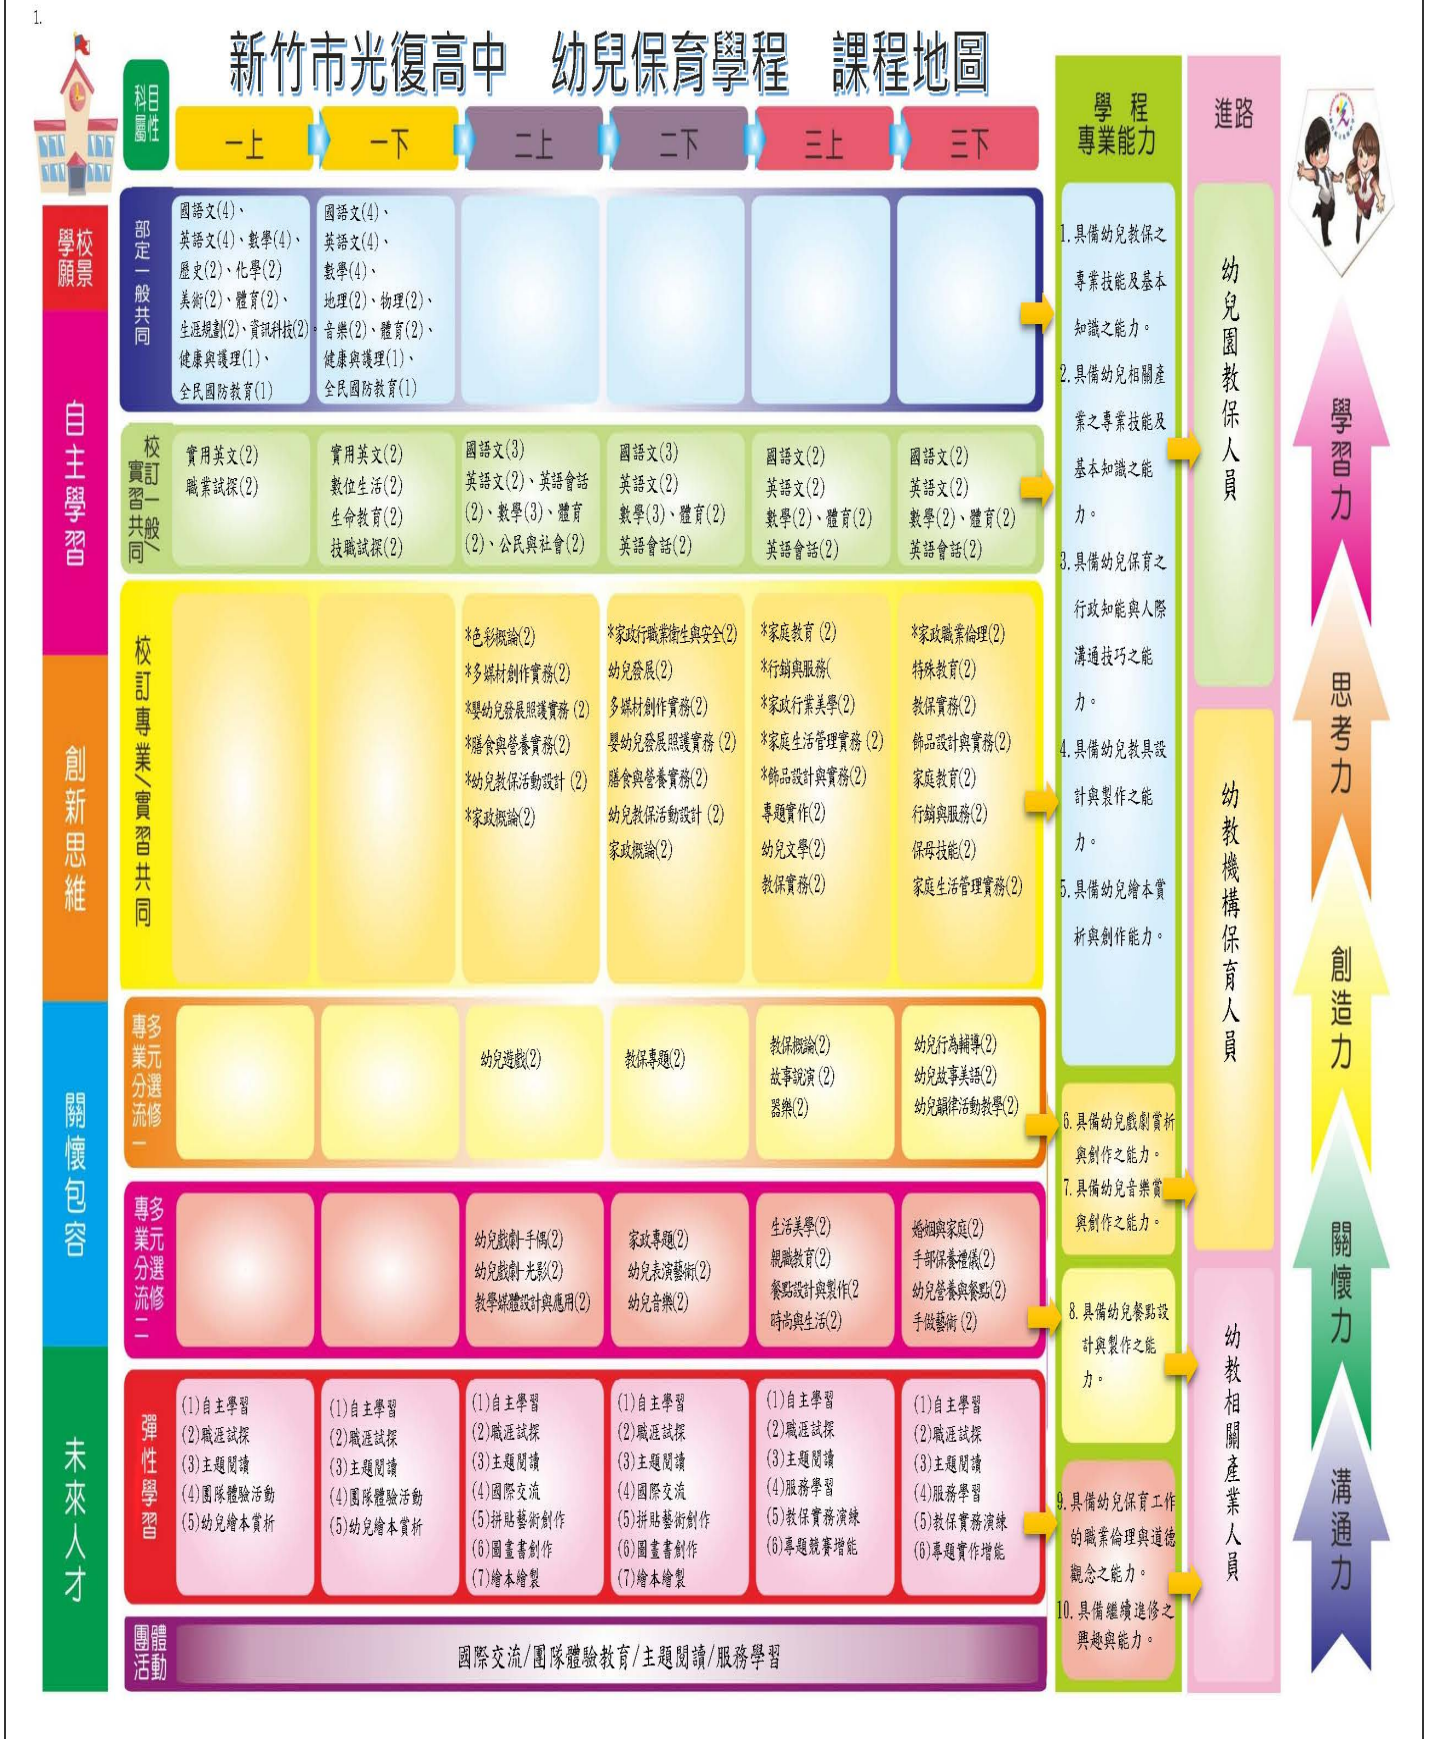 1.
新竹市光復高中 幼兒保育學程 課程地圖
科目屬性
一上
一下
二上
二下
三上
三下
學程
專業能力
進路
學校願景
自主學習
創新思維
關懷包容
未來人才
部定一般共同
國語文(4)、
英語文(4)、數學(4)、
歷史(2)、化學(2)
美術(2)、體育(2)、
生涯規劃(2)、資訊科技(2)。
健康與護理(1)、
全民國防教育(1)
國語文(4)、
英語文(4)、
數學(4)、
地理(2)、物理(2)、
音樂(2)、體育(2)、
健康與護理(1)、
全民國防教育(1)
校訂一般/實習共同
實用英文(2)
職業試探(2)
實用英文(2)
數位生活(2)
生命教育(2)
技職試探(2)
國語文(3)
英語文(2)、英語會話
(2)、數學(3)、體育
(2)、公民與社會(2)
國語文(3)
英語文(2)
數學(3)、體育(2)
英語會話(2)
國語文(2)
英語文(2)
數學(2)、體育(2)
英語會話(2)
國語文(2)
英語文(2)
數學(2)、體育(2)
英語會話(2)
校訂專業/實習共同
*色彩概論(2)
*多媒材創作實務(2)
*嬰幼兒發展照護實務(2)
*膳食與營養實務(2)
*幼兒教保活動設計(2)
*家政概論(2)
*家政行職業衛生與安全(2)
幼兒發展(2)
多媒材創作實務(2)
嬰幼兒發展照護實務(2)
膳食與營養實務(2)
幼兒教保活動設計(2)
家政概論(2)
*家庭教育(2)
*行銷與服務(
*家政行業美學(2)
*家庭生活管理實務(2)
*飾品設計與實務(2)
專題實作(2)
幼兒文學(2)
教保實務(2)
*家政職業倫理(2)
特殊教育(2)
教保實務(2)
飾品設計與實務(2)
家庭教育(2)
行銷與服務(2)
保母技能(2)
家庭生活管理實務(2)
多元選修專業分流一
幼兒遊戲(2)
教保專題(2)
教保概論(2)
故事說演(2)
器樂(2)
幼兒行為輔導(2)
幼兒故事美語(2)
幼兒韻律活動教學(2)
多元選修專業分流二
幼兒戲劇-手偶(2)
幼兒戲劇-光影(2)
教學媒體設計與應用(2)
家政專題(2)
幼兒表演藝術(2)
幼兒音樂(2)
生活美學(2)
親職教育(2)
餐點設計與製作(2
時尚與生活(2)
婚姻與家庭(2)
手部保養禮儀(2)
幼兒營養與餐點(2)
手做藝術(2)
彈性學習
(1)自主學習
(2)職涯試探
(3)主題閱讀
(4)團隊體驗活動
(5)幼兒繪本賞析
(1)自主學習
(2)職涯試探
(3)主題閱讀
(4)團隊體驗活動
(5)幼兒繪本賞析
(1)自主學習
(2)職涯試探
(3)主題閱讀
(4)國際交流
(5)拼貼藝術創作
(6)圖畫書創作
(7)繪本繪製
(1)自主學習
(2)職涯試探
(3)主題閱讀
(4)國際交流
(5)拼貼藝術創作
(6)圖畫書創作
(7)繪本繪製
(1)自主學習
(2)職涯試探
(3)主題閱讀
(4)服務學習
(5)教保實務演練
(6)專題競賽增能
(1)自主學習
(2)職涯試探
(3)主題閱讀
(4)服務學習
(5)教保實務演練
(6)專題實作增能
團體活動
國際交流/團隊體驗教育/主題閱讀/服務學習
1.具備幼兒教保之
專業技能及基本
知識之能力。
2.具備幼兒相關產
業之專業技能及
基本知識之能
力。
3.具備幼兒保育之
行政知能與人際
溝通技巧之能
力。
4.具備幼兒教具設
計與製作之能
力。
5.具備幼兒繪本賞
析與創作能力。
6.具備幼兒戲劇賞析
與創作之能力。
7.具備幼兒音樂賞
與創作之能力。
8.具備幼兒餐點設
計與製作之能
力。
9.具備幼兒保育工作
的職業倫理與道德
觀念之能力。
10.具備繼續進修之
興趣與能力。
幼兒園教保人員
幼教機構保育人員
幼教相關產業人員
學習力
思考力
創造力
關懷力
溝通力